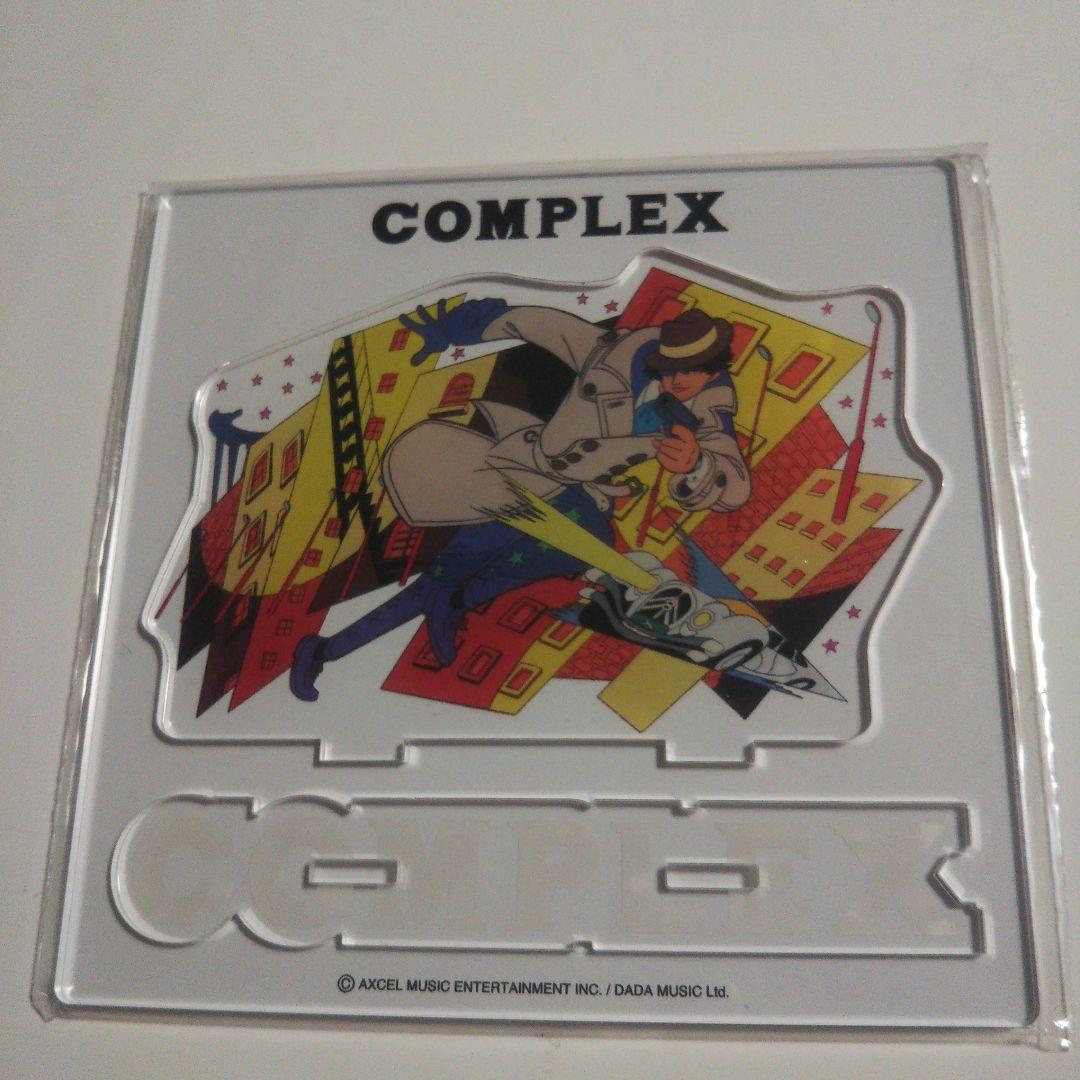 COMPLEX
COMPLEX
© AXCEL MUSIC ENTERTAINMENT INC. / DADA MUSIC Ltd.